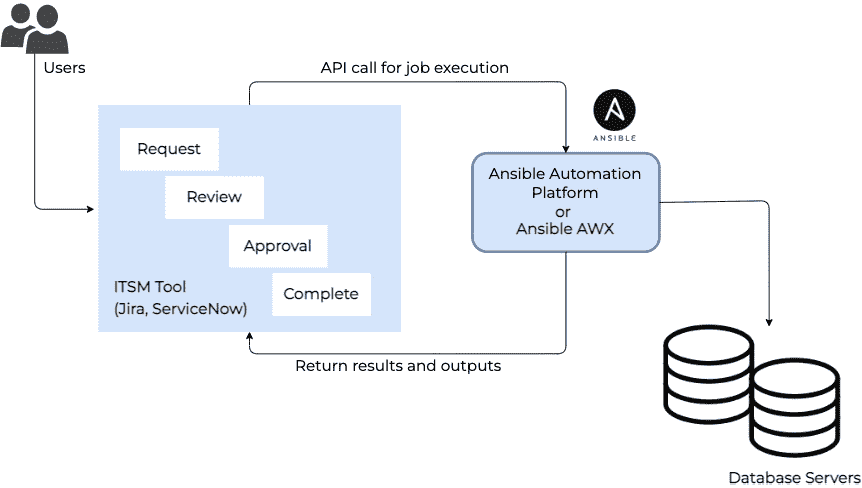 Users
API call for job execution
ANSIBLE
Request
Review
Approval
Complete
ITSM Tool
(Jira, ServiceNow)
Ansible Automation
Platform
or
Ansible AWX
Return results and outputs
Database Servers